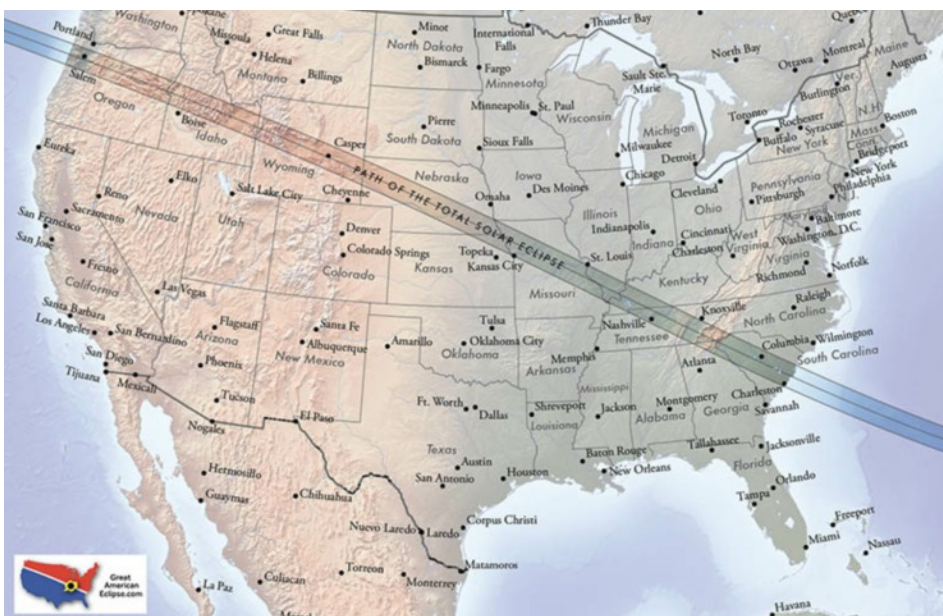 Washington
Spokane
Great Falls
Minot
International
Falls
Thunder Bay
Quebec
Portland
Missoula
Helena
North Dakota
Bismarck
Fargo
North Bay
Ottawa
Montreal
Maine
Augusta
Salem
Montana
Billings
Minnesota
Sault Ste.
Marie
Burlington
Ver.
Oregon
Minneapolis
St. Paul
Wisconsin
Toronto
Rochester
Syracuse
N.H.
Boise
Idaho
Pierre
South Dakota
Michigan
Buffalo
New York
Mass.
Boston
Conn.
Eureka
Wyoming
Casper
Sioux Falls
Milwaukee
Detroit
Bridgeport
New York
Elko
Nebraska
Iowa
Chicago
Cleveland
Pennsylvania
Philadelphia
Reno
Salt Lake City
Cheyenne
PATH OF THE TOTAL SOLAR ECLIPSE
Omaha
Des Moines
Ohio
Pittsburgh
N.J.
Sacramento
Nevada
Utah
Illinois
Maryland
Baltimore
San Francisco
Denver
Indianapolis
Indiana
Cincinnati
West
Virginia
Washington, D.C.
San Jose
Colorado Springs
Topeka
Kansas City
St. Louis
Charleston
Virginia
Fresno
Colorado
Kansas
Kentucky
Richmond
Norfolk
California
Las Vegas
Missouri
Santa Barbara
Knoxville
Raleigh
Los Angeles
San Bernardino
Flagstaff
Santa Fe
Tulsa
Nashville
North Carolina
Arizona
Albuquerque
Amarillo
Oklahoma City
Tennessee
San Diego
Phoenix
New Mexico
Oklahoma
Memphis
Arkansas
Atlanta
Columbia
Wilmington
South Carolina
Tijuana
Mexicali
Tucson
Mississippi
Charleston
El Paso
Ft. Worth
Dallas
Shreveport
Jackson
Montgomery
Alabama
Georgia
Savannah
Nogales
Louisiana
Texas
Tallahassee
Jacksonville
Hermosillo
Austin
Baton Rouge
New Orleans
Florida
Guaymas
Chihuahua
San Antonio
Houston
Orlando
Tampa
Nuevo Laredo
Laredo
Corpus Christi
Freeport
Miami
Nassau
Matamoros
La Paz
Culiacan
Torreon
Monterrey
Havana
Great
American
Eclipse.com